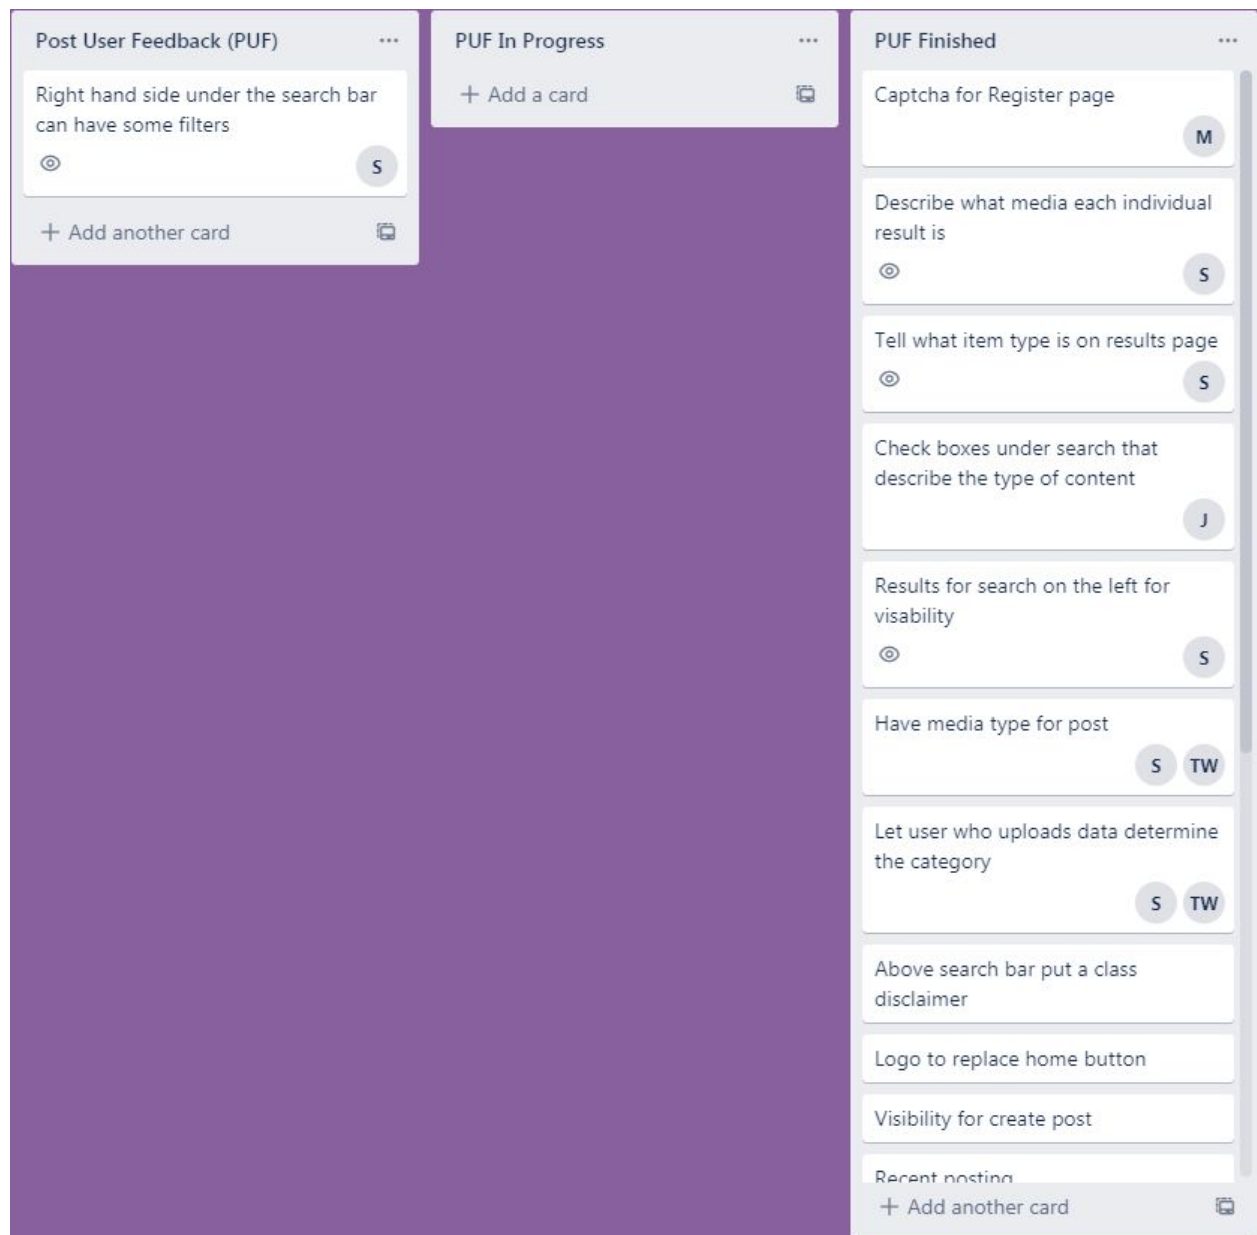 Post User Feedback (PUF)
Right hand side under the search bar
can have some filters
S
+ Add another card
PUF In Progress
+ Add a card
PUF Finished
Captcha for Register page
M
Describe what media each individual
result is
S
Tell what item type is on results page
S
Check boxes under search that
describe the type of content
J
Results for search on the left for
visability
S
Have media type for post
S TW
Let user who uploads data determine
the category
S TW
Above search bar put a class
disclaimer
Logo to replace home button
Visibility for create post
Recent posting
+ Add another card